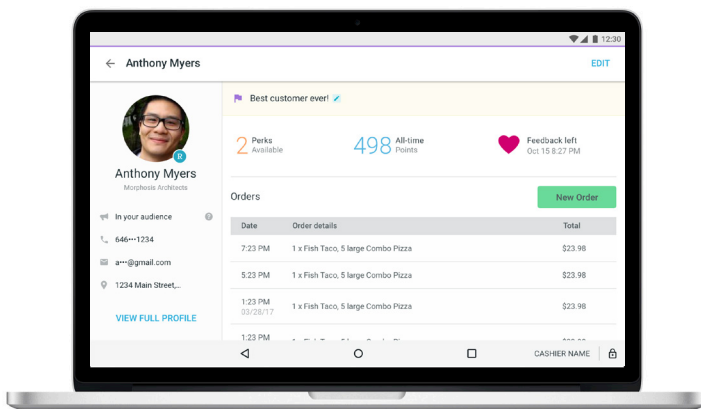 12:30
Anthony Myers
EDIT
Best customer ever!
2 Perks Available
498 All-time Points
Feedback left
Oct 15 8:27 PM
R
Anthony Myers
Morphosis Architects
In your audience
646•••1234
a•••@gmail.com
1234 Main Street,..
VIEW FULL PROFILE
Orders
New Order
Date Order details Total
7:23 PM 1 x Fish Taco, 5 large Combo Pizza $23.98
5:23 PM 1 x Fish Taco, 5 large Combo Pizza $23.98
1:23 PM 1 x Fish Taco, 5 large Combo Pizza $23.98
03/28/17
1:23 PM
CASHIER NAME